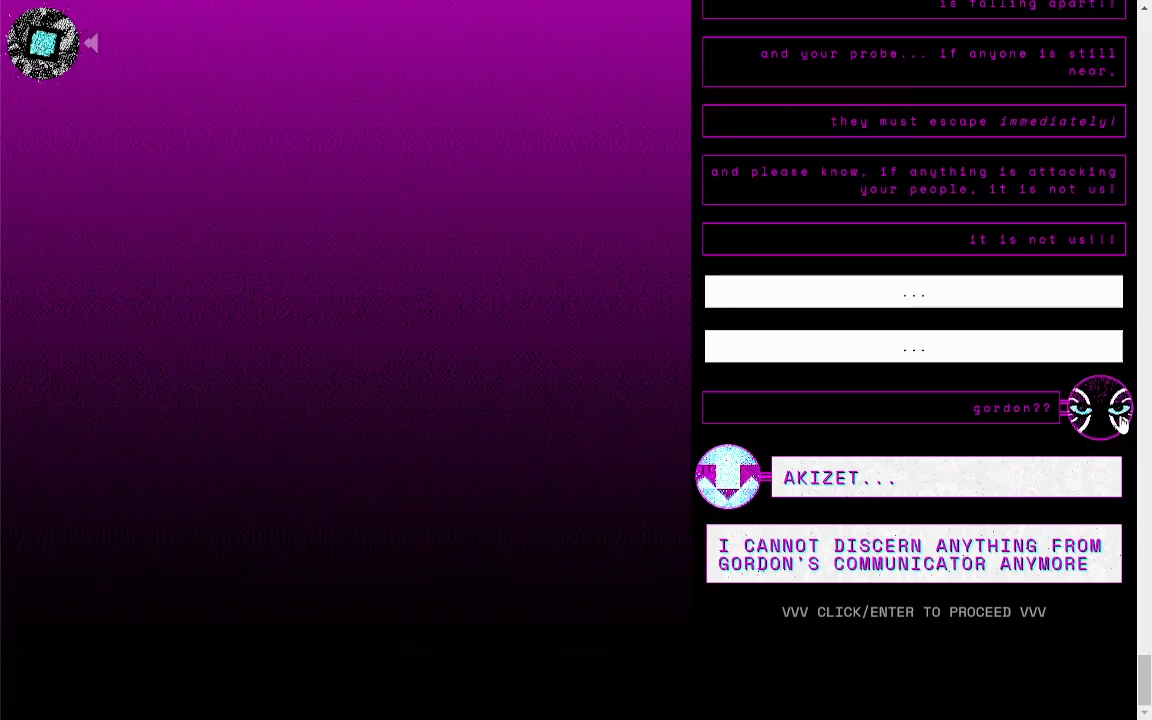 is falling apart!!
and your probe... if anyone is still
near,
they must escape immediately!
and please know, if anything is attacking
your people, it is not us!
it is not us!!!
...
...
gordon??
AKIZET...
I CANNOT DISCERN ANYTHING FROM
GORDON'S COMMUNICATOR ANYMORE
VVV CLICK/ENTER TO PROCEED VVV